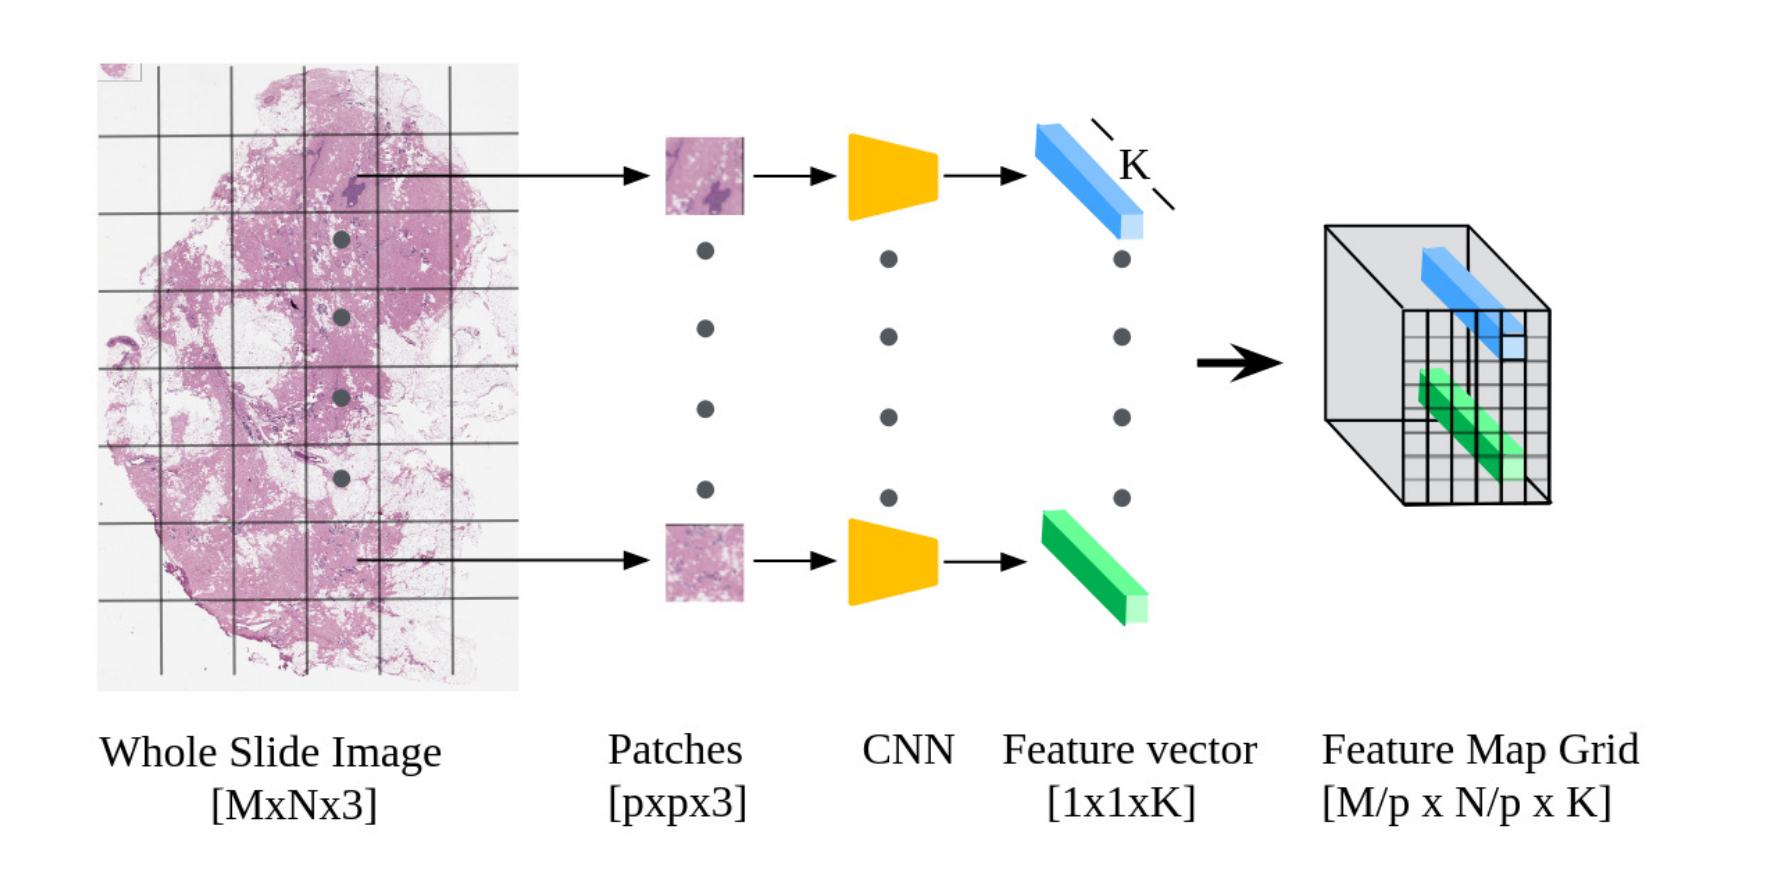 K
Whole Slide Image
[MxNx3]
Patches
[pxpx3]
CNN
Feature vector
[1x1xK]
Feature Map Grid
[M/p x N/p x K]